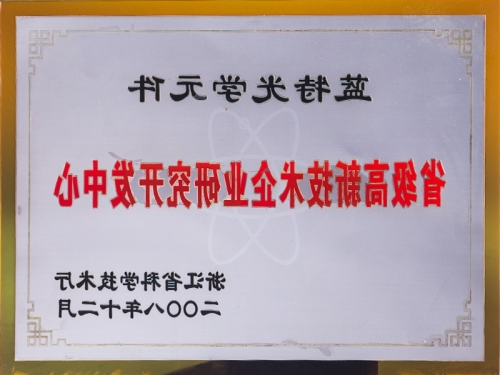 蓝特光学元件
省级高新技术企业研究开发中心
浙江省科学技术厅
二〇〇八年十二月